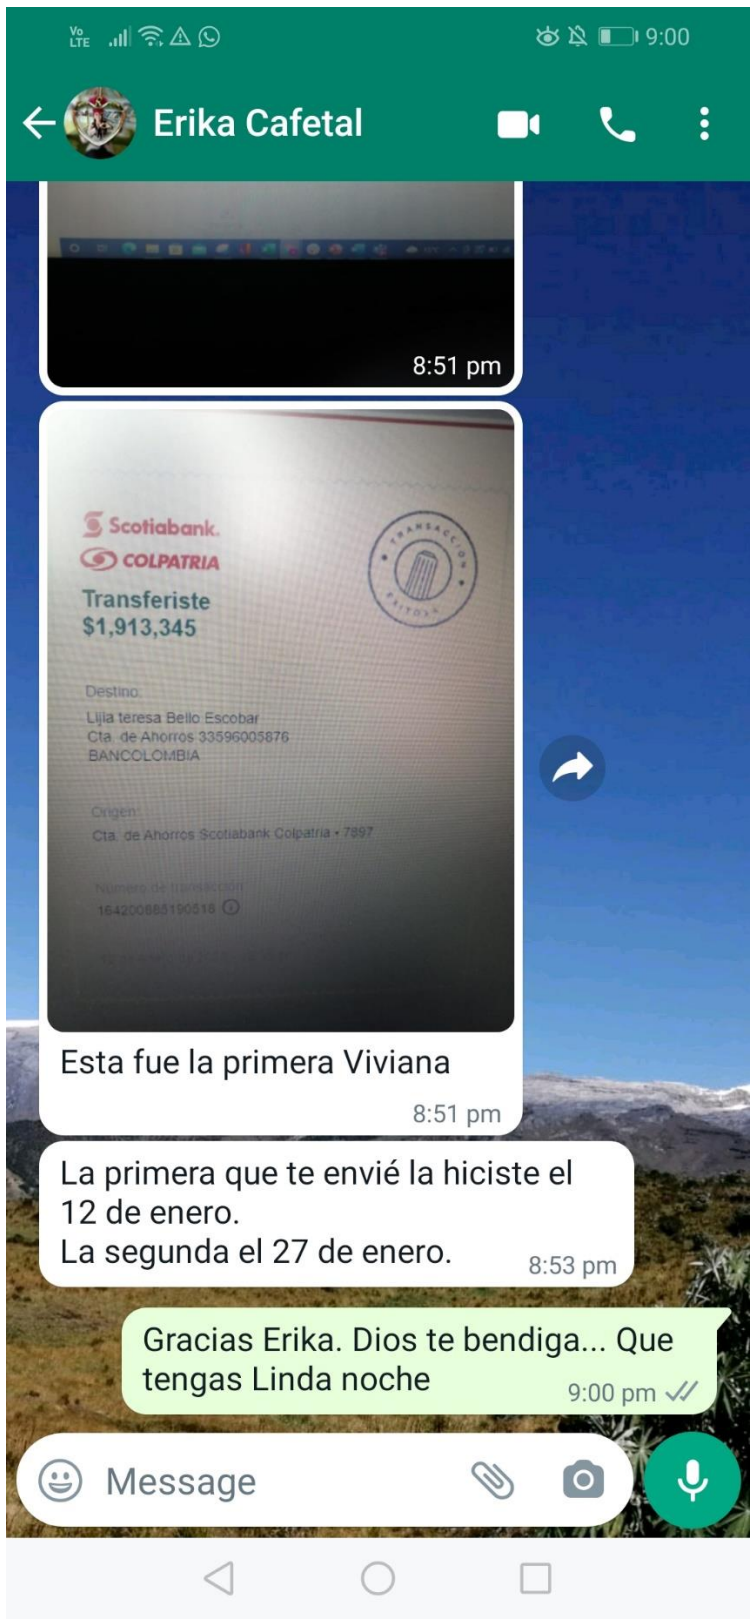 Vo
LTE
9:00
Erika Cafetal
8:51 pm
Scotiabank.
COLPATRIA
TRANSACCIÓN
EXITOSA
Transferiste
$1,913,345
Destino:
Lijia teresa Bello Escobar
Cta. de Ahorros 33596005876
BANCOLOMBIA
Origen:
Cta. de Ahorros Scotiabank Colpatria • 7897
Número de transacción
164200685190518
Esta fue la primera Viviana
8:51 pm
La primera que te envié la hiciste el
12 de enero.
La segunda el 27 de enero.
8:53 pm
Gracias Erika. Dios te bendiga... Que
tengas Linda noche
9:00 pm
Message